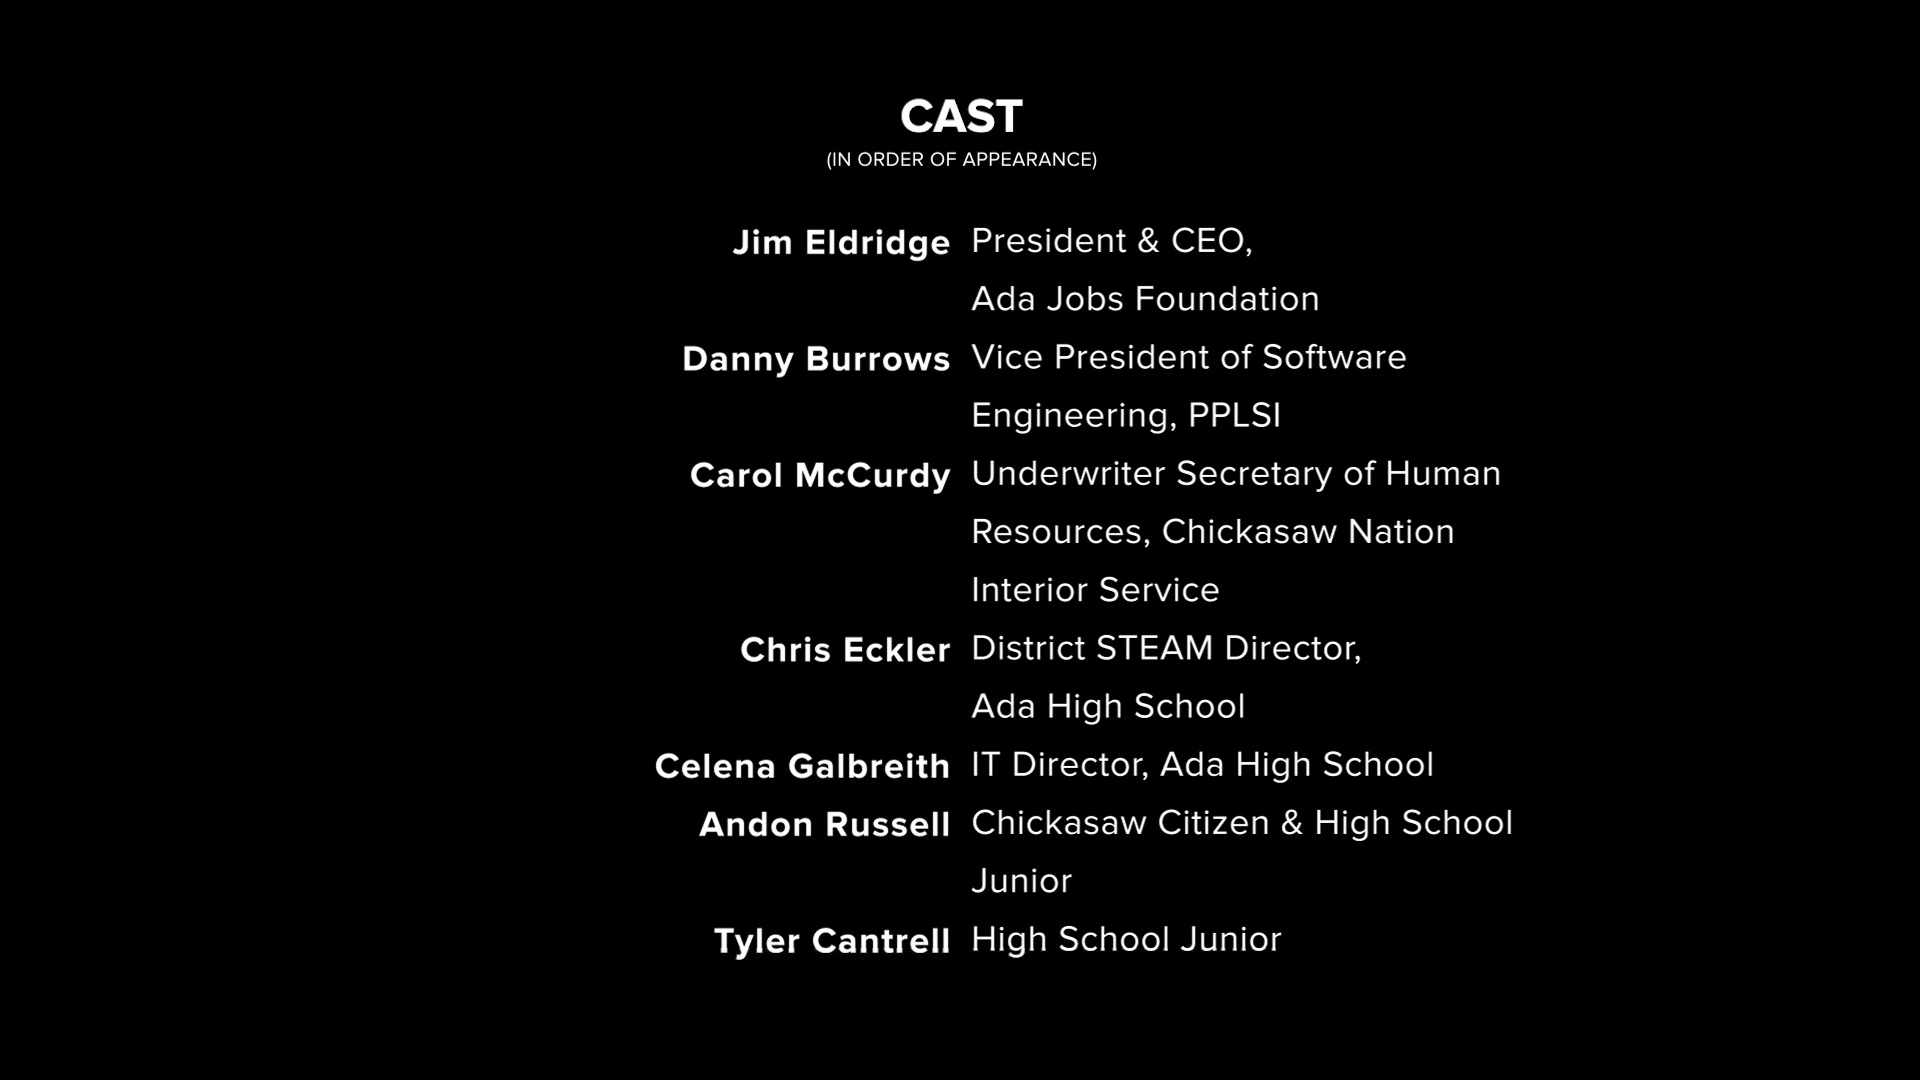 CAST
(IN ORDER OF APPEARANCE)
Jim Eldridge President & CEO,
Ada Jobs Foundation
Danny Burrows Vice President of Software
Engineering, PPLSI
Carol McCurdy Underwriter Secretary of Human
Resources, Chickasaw Nation
Interior Service
Chris Eckler District STEAM Director,
Ada High School
Celena Galbreith IT Director, Ada High School
Andon Russell Chickasaw Citizen & High School
Junior
Tyler Cantrell High School Junior